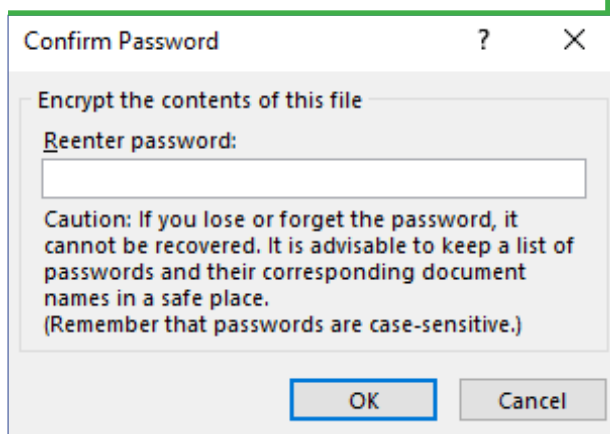 Confirm Password ? ×
Encrypt the contents of this file
Reenter password:
Caution: If you lose or forget the password, it
cannot be recovered. It is advisable to keep a list of
passwords and their corresponding document
names in a safe place.
(Remember that passwords are case-sensitive.)
OK Cancel